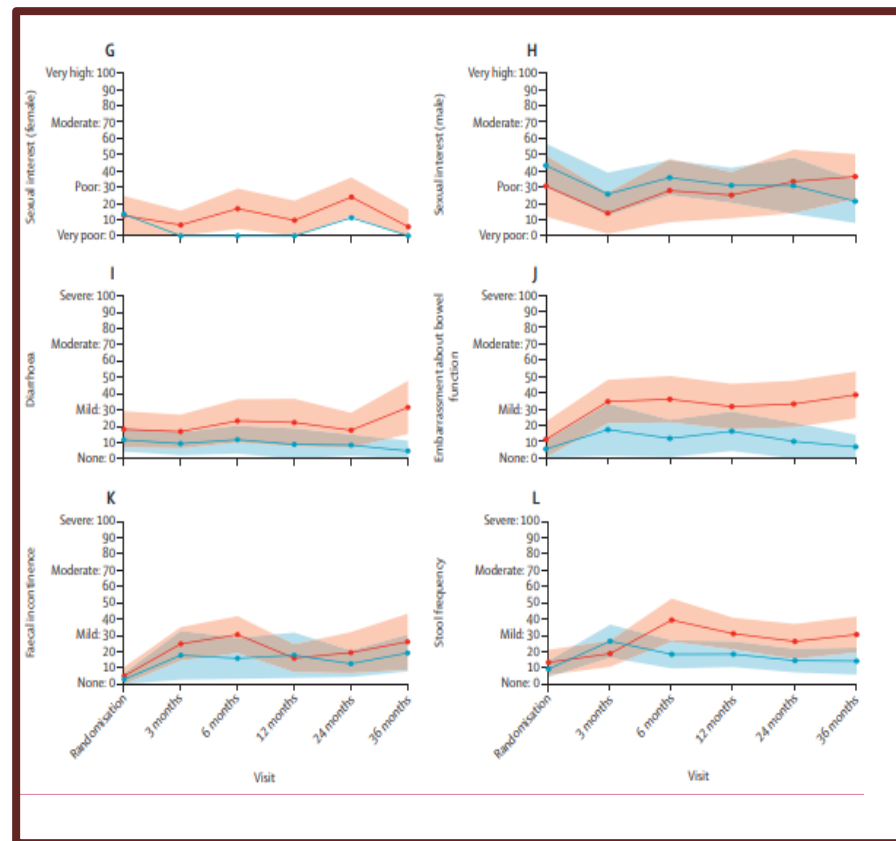 G
Sexual interest (female)
Very high: 100
90
80
Moderate: 70
60
50
40
Poor: 30
20
10
Very poor: 0
H
Sexual interest (male)
Very high: 100
90
80
Moderate: 70
60
50
40
Poor: 30
20
10
Very poor: 0
I
Diarrhoea
Severe: 100
90
80
Moderate: 70
60
50
40
Mild: 30
20
10
None: 0
J
Embarrassment about bowel
function
Severe: 100
90
80
Moderate: 70
60
50
40
Mild: 30
20
10
None: 0
K
Faecal incontinence
Severe: 100
90
80
Moderate: 70
60
50
40
Mild: 30
20
10
None: 0
Randomisation
3 months
6 months
12 months
24 months
36 months
Visit
L
Stool frequency
Severe: 100
90
80
Moderate: 70
60
50
40
Mild: 30
20
10
None: 0
Randomisation
3 months
6 months
12 months
24 months
36 months
Visit